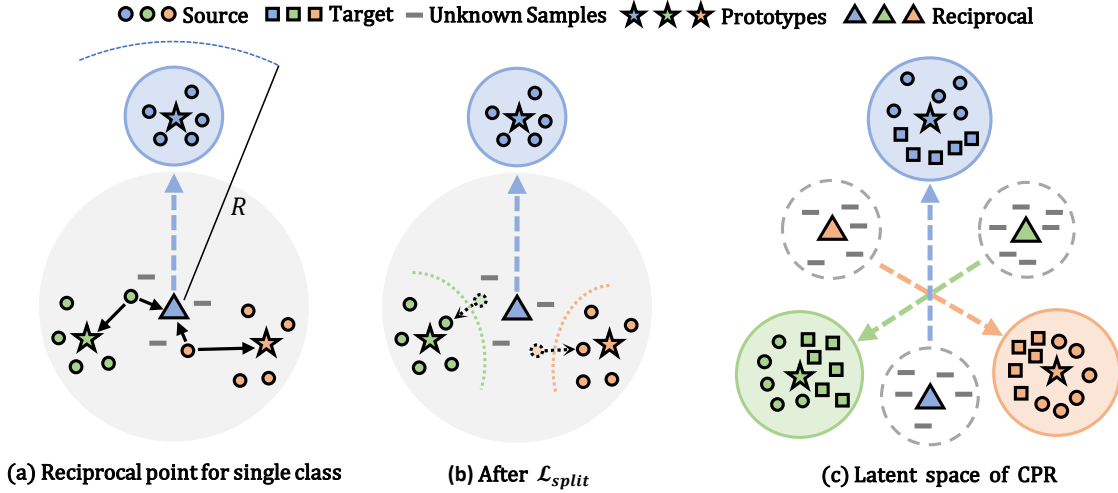 Source Target Unknown Samples Prototypes Reciprocal
R
(a) Reciprocal point for single class
(b) After ℒ_split
(c) Latent space of CPR